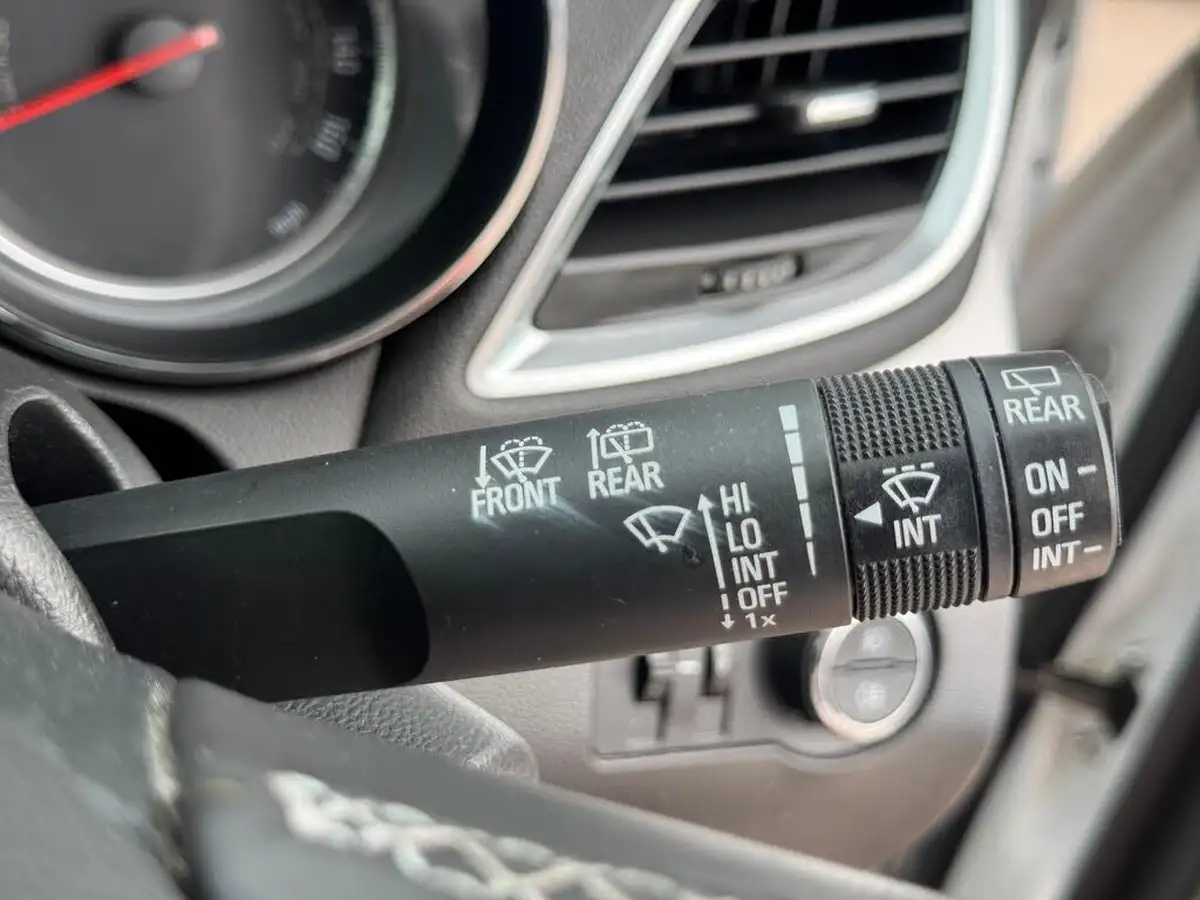 FRONT
REAR
HI
LO
INT
OFF
1x
INT
REAR
ON
OFF
INT